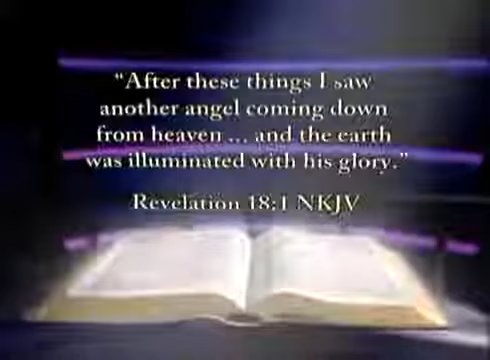 “After these things I saw
another angel coming down
from heaven ... and the earth
was illuminated with his glory.”
Revelation 18:1 NKJV